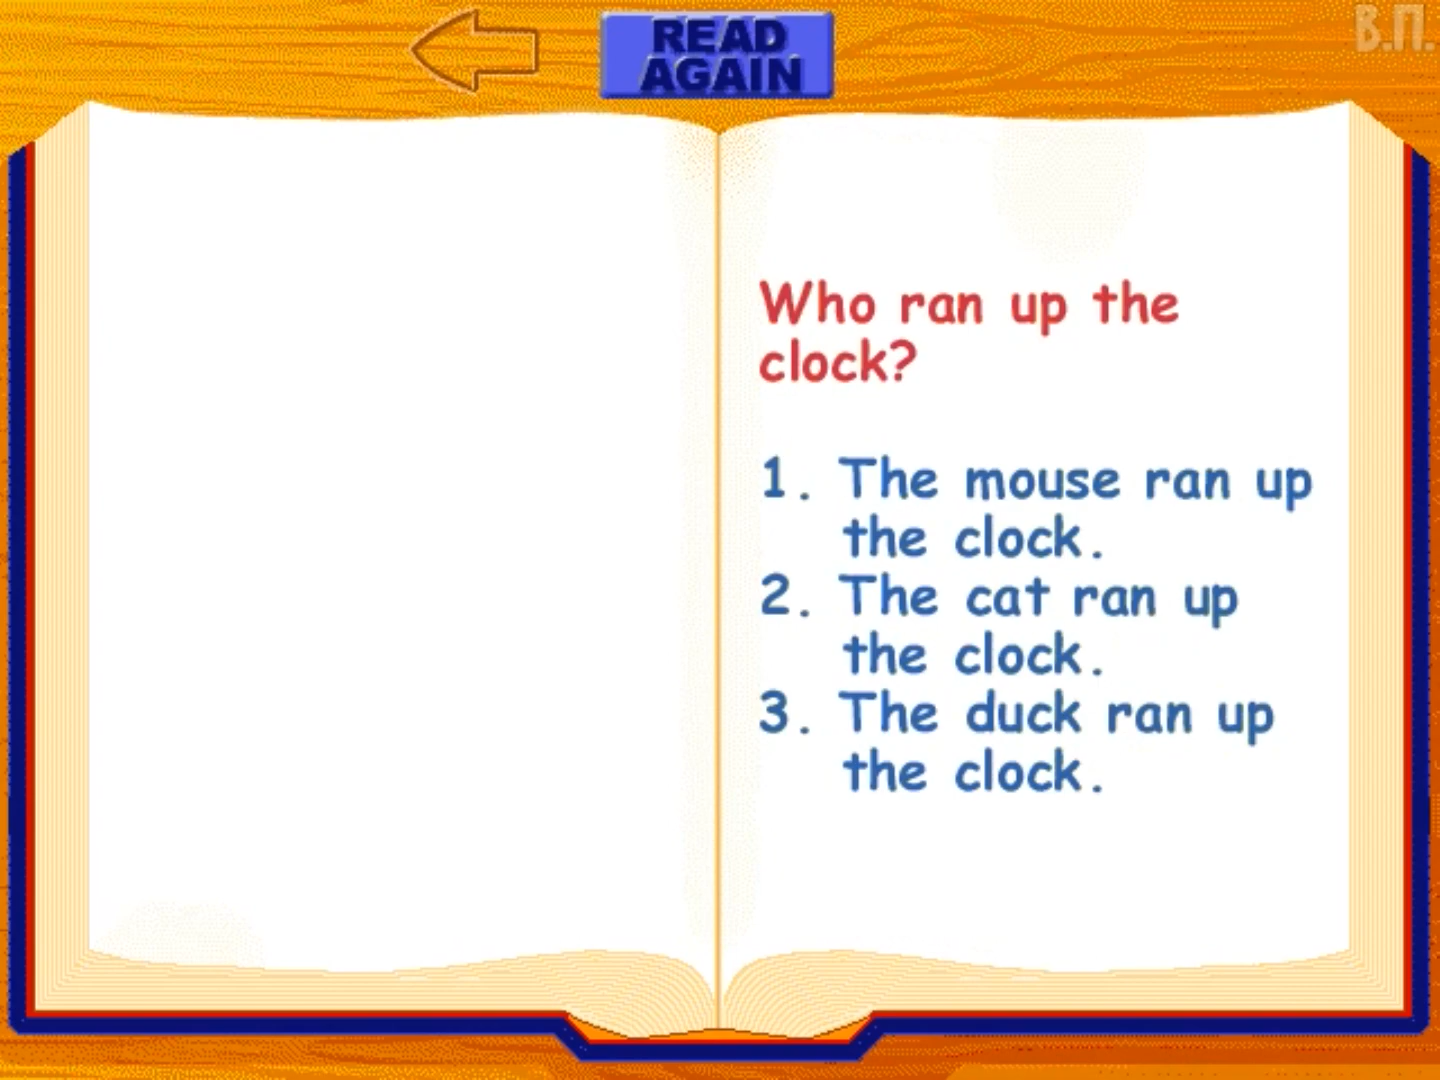 READ
AGAIN
В.П.
Who ran up the
clock?
1. The mouse ran up
the clock.
2. The cat ran up
the clock.
3. The duck ran up
the clock.